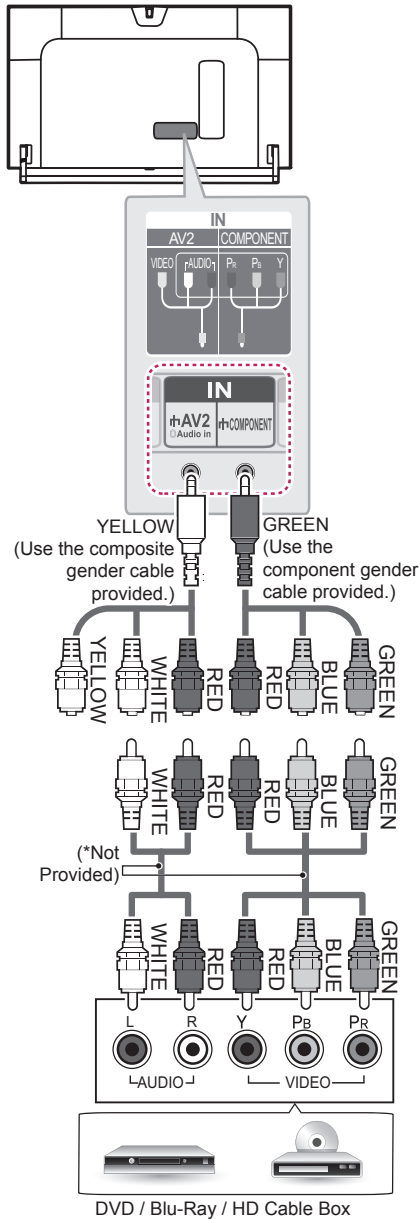 IN
AV2 COMPONENT
VIDEO AUDIO PR PB Y
IN
AV2 COMPONENT
Audio in
YELLOW
(Use the composite
gender cable
provided.)
GREEN
(Use the
component gender
cable provided.)
YELLOW WHITE RED RED BLUE GREEN
WHITE RED RED BLUE GREEN
(*Not
Provided)
WHITE RED RED BLUE GREEN
L R Y PB PR
AUDIO VIDEO
DVD / Blu-Ray / HD Cable Box